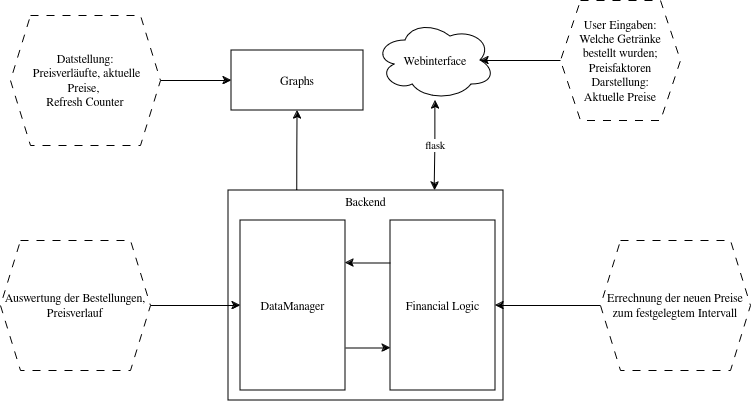 Datstellung:
Preisverläufte, aktuelle
Preise,
Refresh Counter
Graphs
Webinterface
User Eingaben:
Welche Getränke
bestellt wurden;
Preisfaktoren
Darstellung:
Aktuelle Preise
flask
Backend
Auswertung der Bestellungen,
Preisverlauf
DataManager
Financial Logic
Errechnung der neuen Preise
zum festgelegtem Intervall